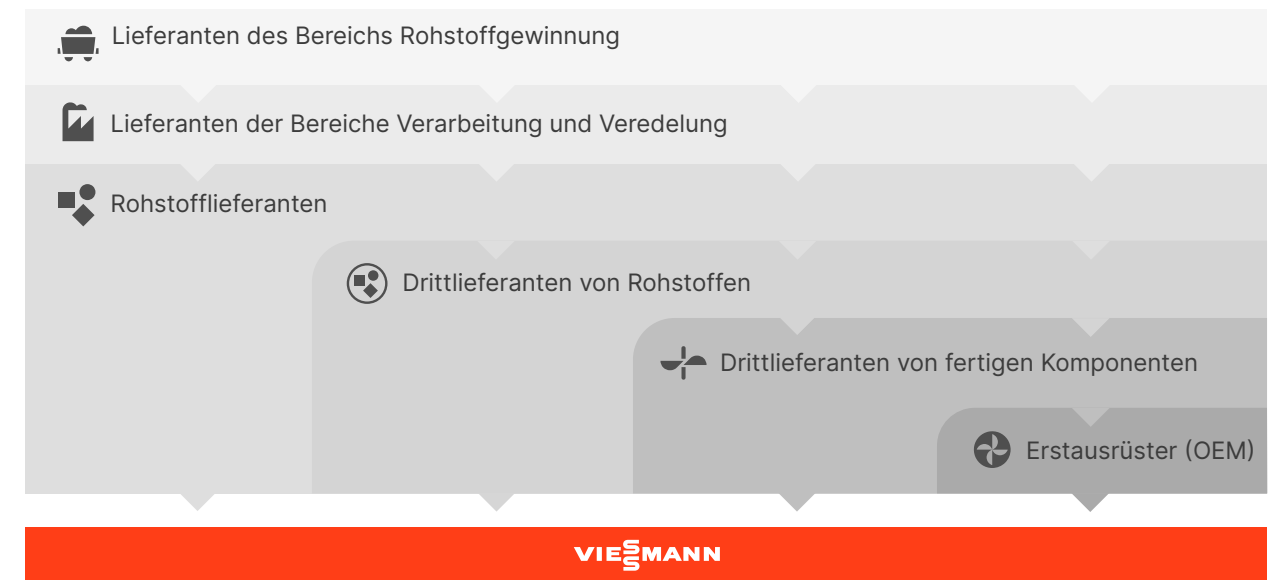 Lieferanten des Bereichs Rohstoffgewinnung
Lieferanten der Bereiche Verarbeitung und Veredelung
Rohstofflieferanten
Drittlieferanten von Rohstoffen
Drittlieferanten von fertigen Komponenten
Erstausrüster (OEM)
VIESSMANN